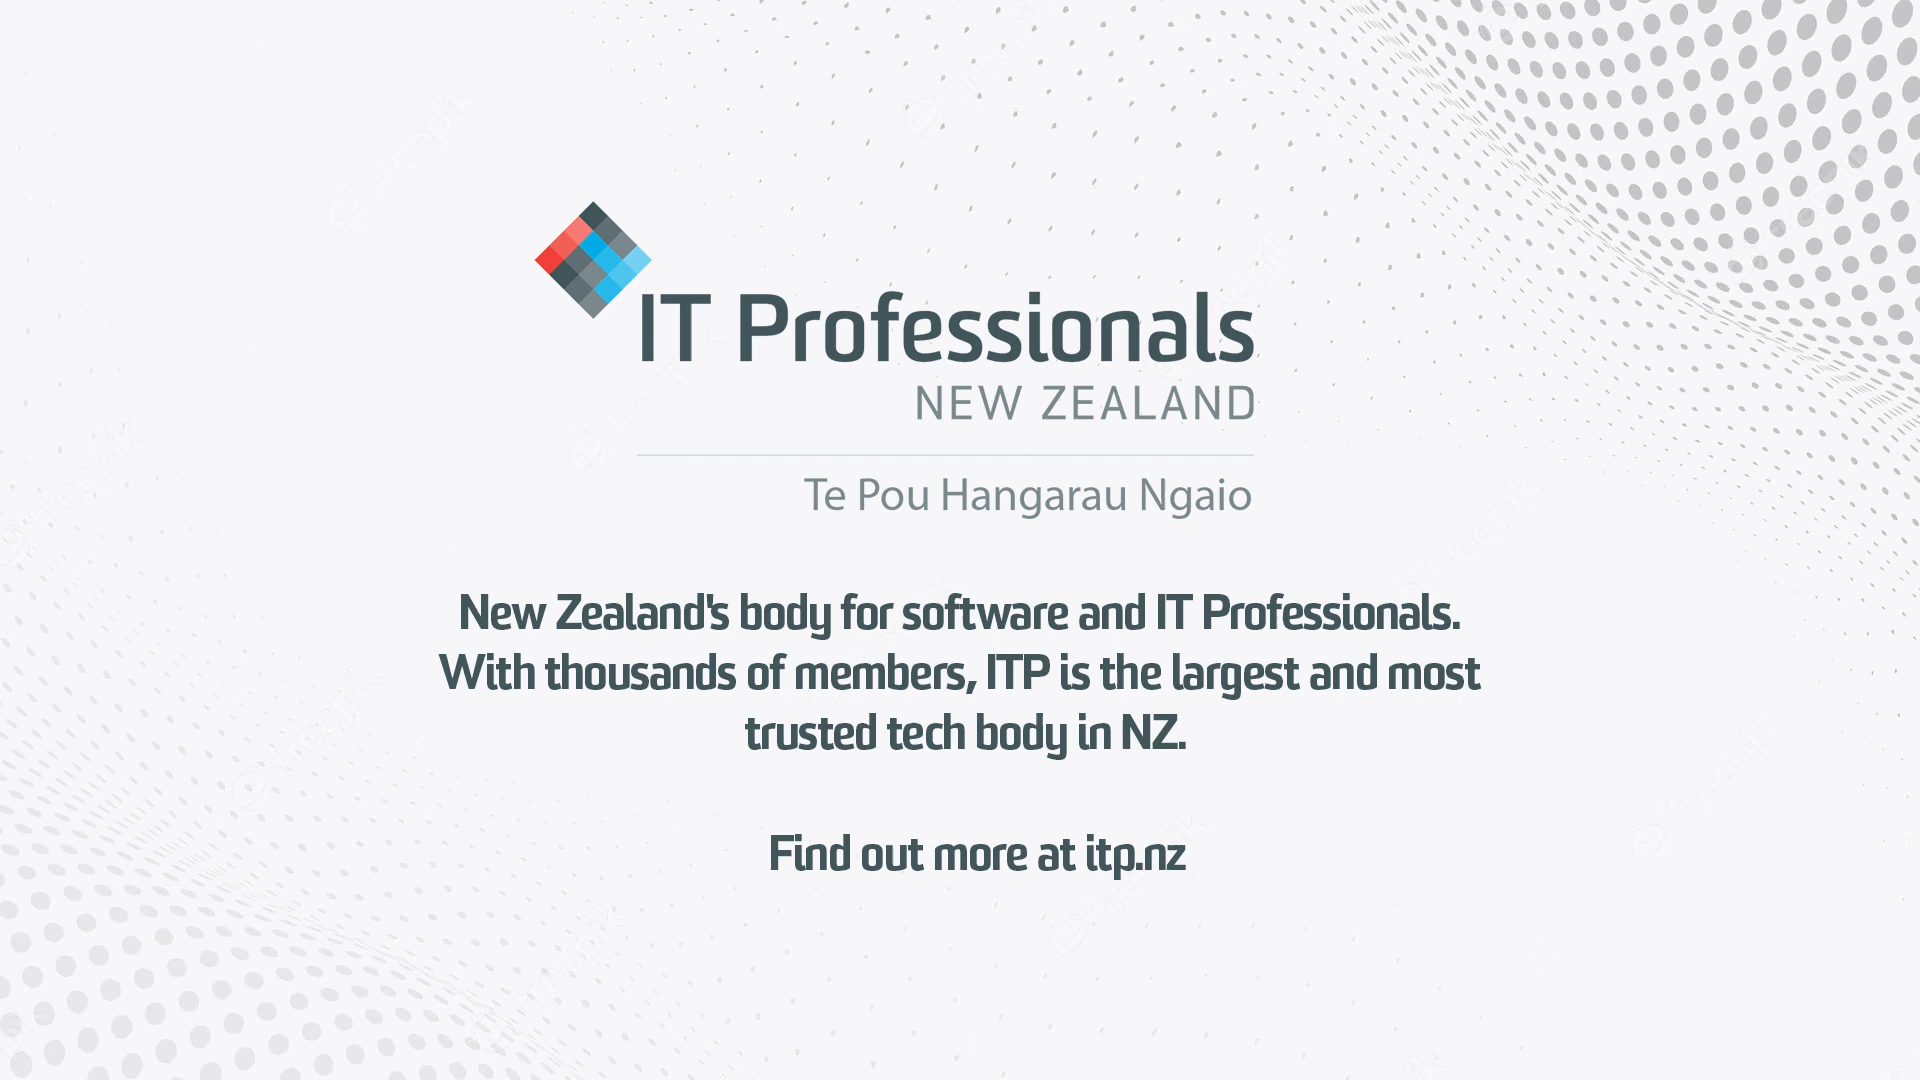 IT Professionals
NEW ZEALAND
Te Pou Hangarau Ngaio
New Zealand's body for software and IT Professionals.
With thousands of members, ITP is the largest and most
trusted tech body in NZ.
Find out more at itp.nz